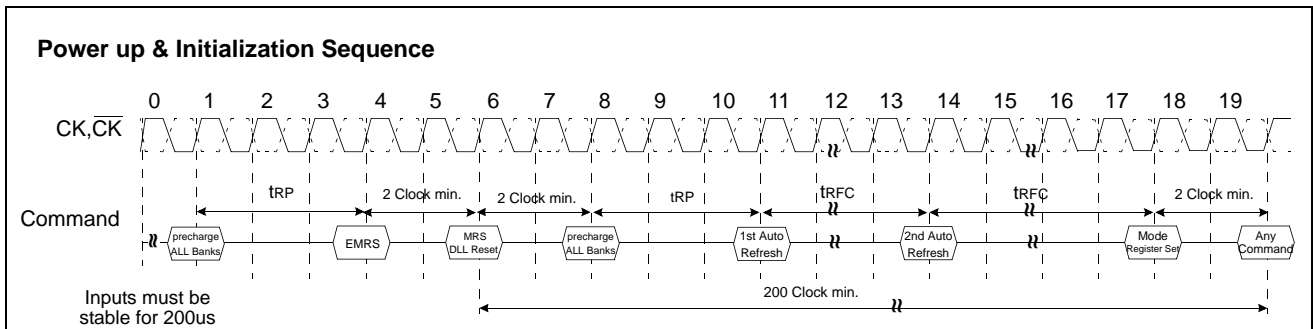 Power up & Initialization Sequence
0 1 2 3 4 5 6 7 8 9 10 11 12 13 14 15 16 17 18 19
CK,CK
tRP 2 Clock min. 2 Clock min. tRP tRFC tRFC 2 Clock min.
Command
precharge
ALL Banks
EMRS
MRS
DLL Reset
precharge
ALL Banks
1st Auto
Refresh
2nd Auto
Refresh
Mode
Register Set
Any
Command
200 Clock min.
Inputs must be
stable for 200us